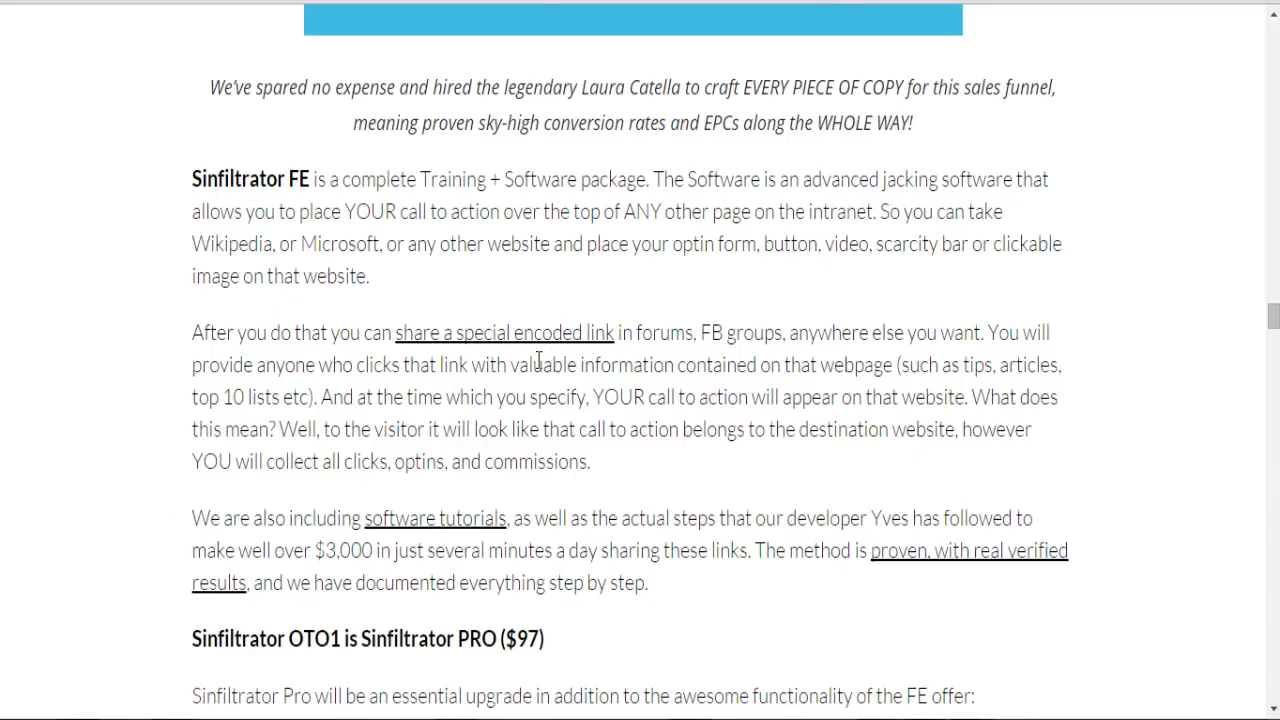 We've spared no expense and hired the legendary Laura Catella to craft EVERY PIECE OF COPY for this sales funnel,
meaning proven sky-high conversion rates and EPCs along the WHOLE WAY!
Sinfiltrator FE is a complete Training + Software package. The Software is an advanced jacking software that
allows you to place YOUR call to action over the top of ANY other page on the intranet. So you can take
Wikipedia, or Microsoft, or any other website and place your optin form, button, video, scarcity bar or clickable
image on that website.
After you do that you can share a special encoded link in forums, FB groups, anywhere else you want. You will
provide anyone who clicks that link with valuable information contained on that webpage (such as tips, articles,
top 10 lists etc). And at the time which you specify, YOUR call to action will appear on that website. What does
this mean? Well, to the visitor it will look like that call to action belongs to the destination website, however
YOU will collect all clicks, optins, and commissions.
We are also including software tutorials, as well as the actual steps that our developer Yves has followed to
make well over $3,000 in just several minutes a day sharing these links. The method is proven, with real verified
results, and we have documented everything step by step.
Sinfiltrator OTO1 is Sinfiltrator PRO ($97)
Sinfiltrator Pro will be an essential upgrade in addition to the awesome functionality of the FE offer: